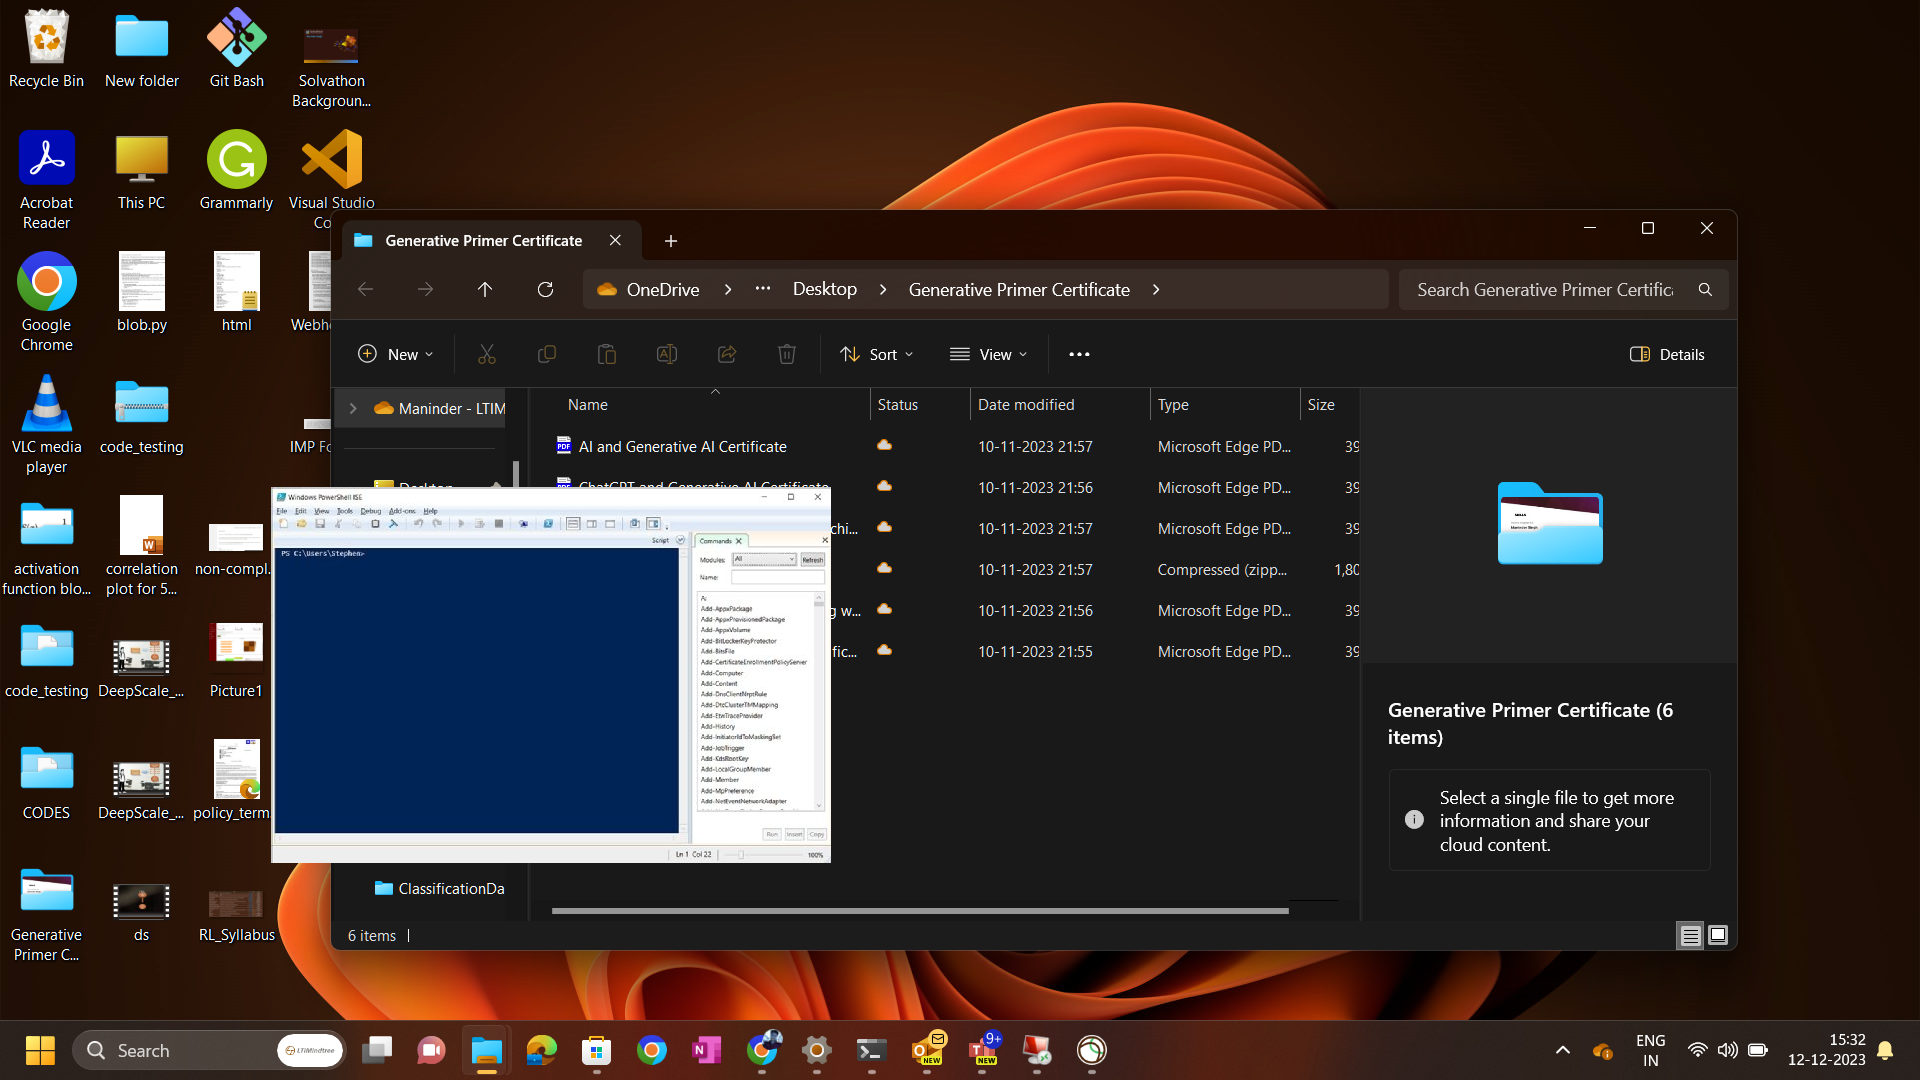 Recycle Bin
New folder
Git Bash
Solvathon
Backgroun...
Acrobat
Reader
This PC
Grammarly
Visual Studio
Co
Google
Chrome
blob.py
html
Webh
VLC media
player
code_testing
IMP Fo
activation
function blo...
correlation
plot for 5...
non-compl.
code_testing
DeepScale_...
Picture1
CODES
DeepScale_...
policy_term
Generative
Primer C...
ds
RL_Syllabus
Generative Primer Certificate
OneDrive
Desktop
Generative Primer Certificate
Search Generative Primer Certific
New
Sort
View
Details
Maninder - LTIM
Desktop
ClassificationDa
Name
Status
Date modified
Type
Size
AI and Generative AI Certificate
10-11-2023 21:57
Microsoft Edge PD...
39
ChatGPT and Generative AI Certificate
10-11-2023 21:56
Microsoft Edge PD...
39
chi...
10-11-2023 21:57
Microsoft Edge PD...
39
10-11-2023 21:57
Compressed (zipp...
1,80
g w...
10-11-2023 21:56
Microsoft Edge PD...
39
fic...
10-11-2023 21:55
Microsoft Edge PD...
39
Generative Primer Certificate (6
items)
Select a single file to get more
information and share your
cloud content.
6 items
Windows PowerShell ISE
File Edit View Tools Debug Add-ons Help
Script
PS C:\Users\Stephen>
Commands
Modules: All Refresh
Name:
A:
Add-AppxPackage
Add-AppxProvisionedPackage
Add-AppxVolume
Add-BitLockerKeyProtector
Add-BitsFile
Add-CertificateEnrollmentPolicyServer
Add-Computer
Add-Content
Add-DnsClientNrptRule
Add-DtcClusterTMMapping
Add-EtwTraceProvider
Add-History
Add-InitiatorIdToMaskingSet
Add-JobTrigger
Add-KdsRootKey
Add-LocalGroupMember
Add-Member
Add-MpPreference
Add-NetEventNetworkAdapter
Run Insert Copy
Ln 1 Col 22
100%
Search
LTIMindtree
NEW
9+
NEW
ENG
IN
15:32
12-12-2023